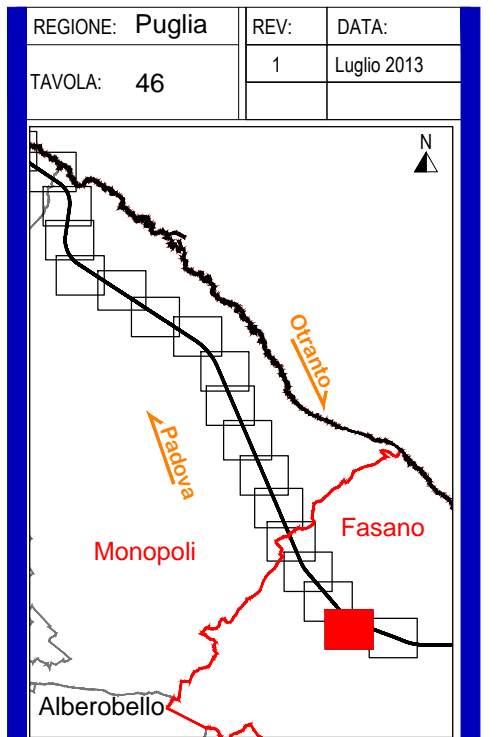 REGIONE: Puglia
REV:
DATA:
TAVOLA: 46
1
Luglio 2013
N
Otranto
Padova
Fasano
Monopoli
Alberobello